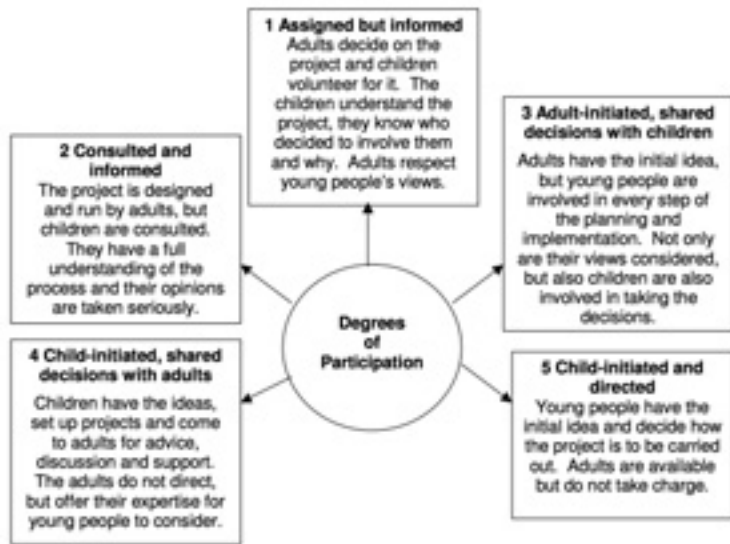 1 Assigned but informed
Adults decide on the
project and children
volunteer for it. The
children understand the
project, they know who
decided to involve them
and why. Adults respect
young people's views.
2 Consulted and
informed
The project is designed
and run by adults, but
children are consulted.
They have a full
understanding of the
process and their opinions
are taken seriously.
3 Adult-initiated, shared
decisions with children
Adults have the initial idea,
but young people are
involved in every step of
the planning and
implementation. Not only
are their views considered,
but also children are also
involved in taking the
decisions.
Degrees
of
Participation
4 Child-initiated, shared
decisions with adults
Children have the ideas,
set up projects and come
to adults for advice,
discussion and support.
The adults do not direct,
but offer their expertise for
young people to consider.
5 Child-initiated and
directed
Young people have the
initial idea and decide how
the project is to be carried
out. Adults are available
but do not take charge.